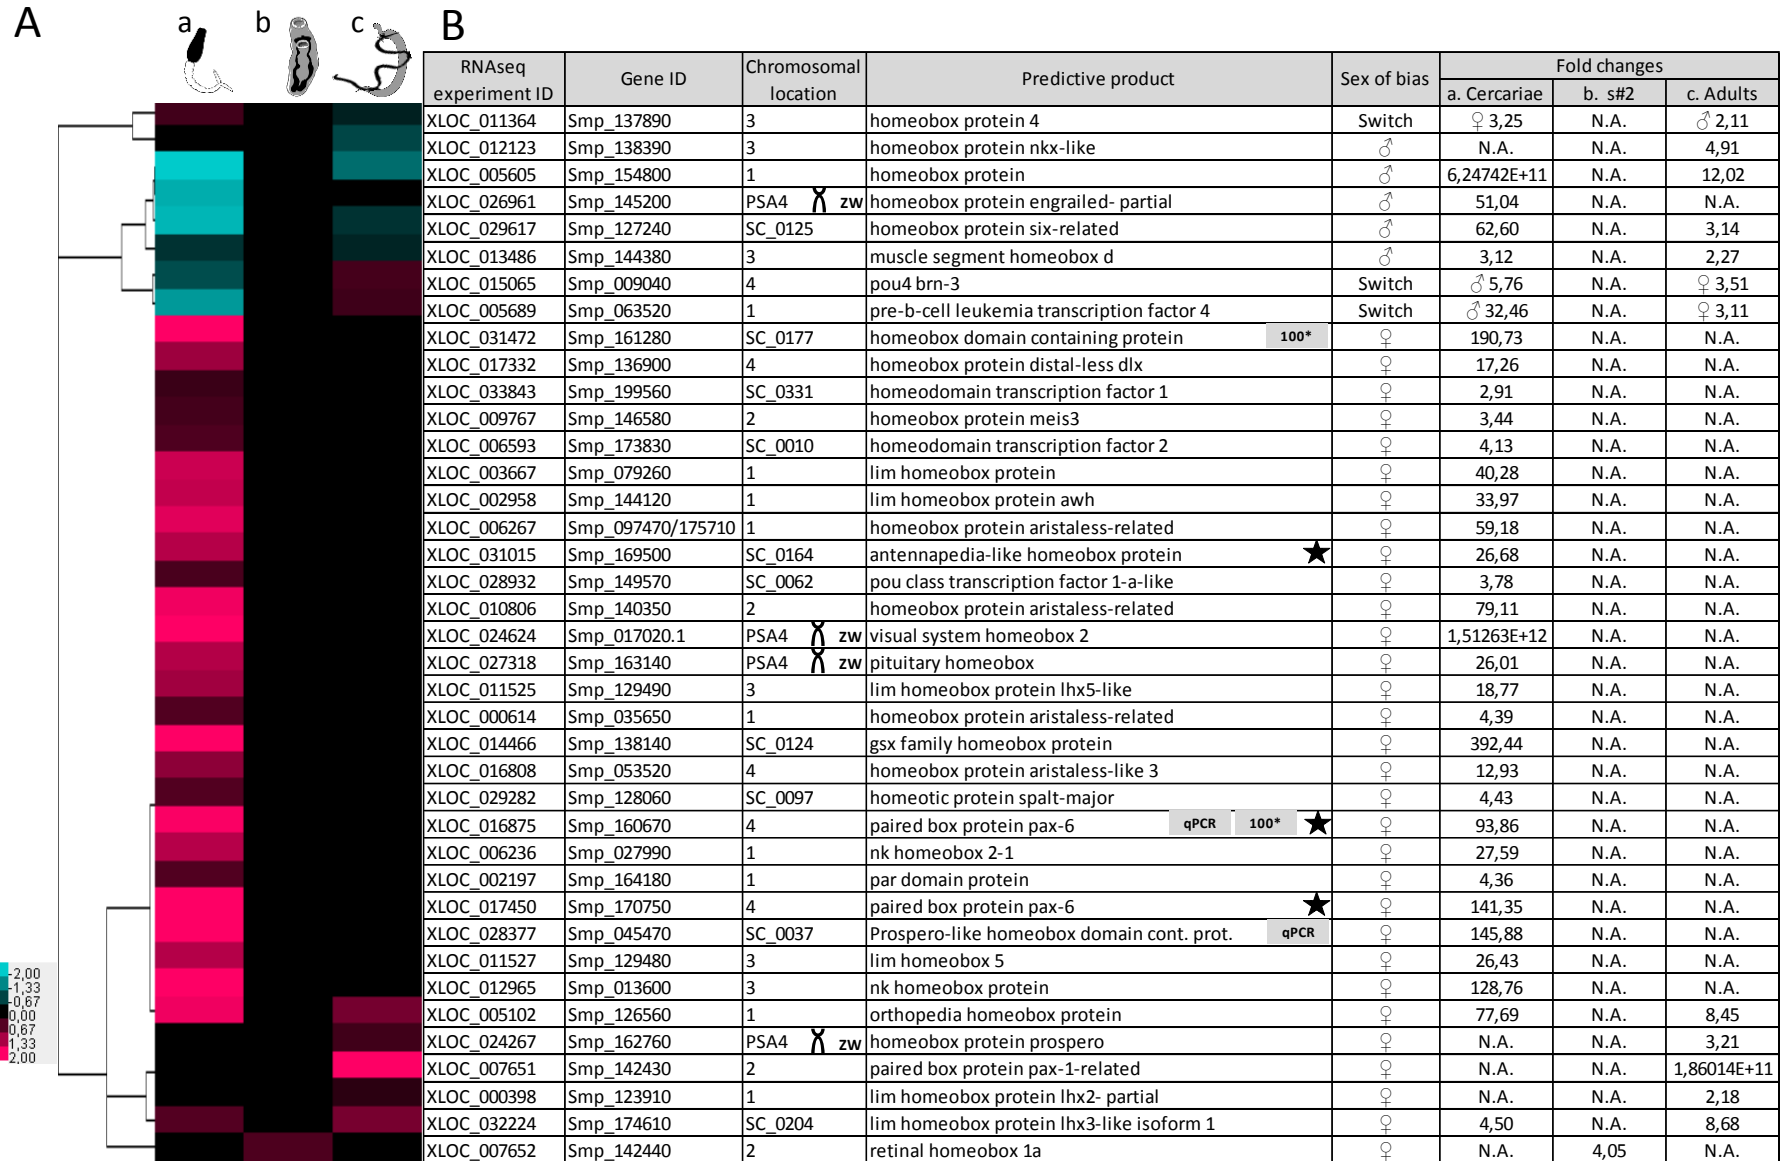 A
a
b
c
B
RNAseq experiment ID
Gene ID
Chromosomal location
Predictive product
Sex of bias
Fold changes
a. Cercariae
b. s#2
c. Adults
XLOC_011364 Smp_137890 3 homeobox protein 4 Switch ♀ 3,25 N.A. ♂ 2,11
XLOC_012123 Smp_138390 3 homeobox protein nkx-like ♂ N.A. N.A. 4,91
XLOC_005605 Smp_154800 1 homeobox protein ♂ 6,24742E+11 N.A. 12,02
XLOC_026961 Smp_145200 PSA4 ZW homeobox protein engrailed- partial ♂ 51,04 N.A. N.A.
XLOC_029617 Smp_127240 SC_0125 homeobox protein six-related ♂ 62,60 N.A. 3,14
XLOC_013486 Smp_144380 3 muscle segment homeobox d ♂ 3,12 N.A. 2,27
XLOC_015065 Smp_009040 4 pou4 brn-3 Switch ♂ 5,76 N.A. ♀ 3,51
XLOC_005689 Smp_063520 1 pre-b-cell leukemia transcription factor 4 Switch ♂ 32,46 N.A. ♀ 3,11
XLOC_031472 Smp_161280 SC_0177 homeobox domain containing protein 100* ♀ 190,73 N.A. N.A.
XLOC_017332 Smp_136900 4 homeobox protein distal-less dlx ♀ 17,26 N.A. N.A.
XLOC_033843 Smp_199560 SC_0331 homeodomain transcription factor 1 ♀ 2,91 N.A. N.A.
XLOC_009767 Smp_146580 2 homeobox protein meis3 ♀ 3,44 N.A. N.A.
XLOC_006593 Smp_173830 SC_0010 homeodomain transcription factor 2 ♀ 4,13 N.A. N.A.
XLOC_003667 Smp_079260 1 lim homeobox protein ♀ 40,28 N.A. N.A.
XLOC_002958 Smp_144120 1 lim homeobox protein awh ♀ 33,97 N.A. N.A.
XLOC_006267 Smp_097470/175710 1 homeobox protein aristaless-related ♀ 59,18 N.A. N.A.
XLOC_031015 Smp_169500 SC_0164 antennapedia-like homeobox protein ★ ♀ 26,68 N.A. N.A.
XLOC_028932 Smp_149570 SC_0062 pou class transcription factor 1-a-like ♀ 3,78 N.A. N.A.
XLOC_010806 Smp_140350 2 homeobox protein aristaless-related ♀ 79,11 N.A. N.A.
XLOC_024624 Smp_017020.1 PSA4 ZW visual system homeobox 2 ♀ 1,51263E+12 N.A. N.A.
XLOC_027318 Smp_163140 PSA4 ZW pituitary homeobox ♀ 26,01 N.A. N.A.
XLOC_011525 Smp_129490 3 lim homeobox protein lhx5-like ♀ 18,77 N.A. N.A.
XLOC_000614 Smp_035650 1 homeobox protein aristaless-related ♀ 4,39 N.A. N.A.
XLOC_014466 Smp_138140 SC_0124 gsx family homeobox protein ♀ 392,44 N.A. N.A.
XLOC_016808 Smp_053520 4 homeobox protein aristaless-like 3 ♀ 12,93 N.A. N.A.
XLOC_029282 Smp_128060 SC_0097 homeotic protein spalt-major ♀ 4,43 N.A. N.A.
XLOC_016875 Smp_160670 4 paired box protein pax-6 qPCR 100* ★ ♀ 93,86 N.A. N.A.
XLOC_006236 Smp_027990 1 nk homeobox 2-1 ♀ 27,59 N.A. N.A.
XLOC_002197 Smp_164180 1 par domain protein ♀ 4,36 N.A. N.A.
XLOC_017450 Smp_170750 4 paired box protein pax-6 ★ ♀ 141,35 N.A. N.A.
XLOC_028377 Smp_045470 SC_0037 Prospero-like homeobox domain cont. prot. qPCR ♀ 145,88 N.A. N.A.
XLOC_011527 Smp_129480 3 lim homeobox 5 ♀ 26,43 N.A. N.A.
XLOC_012965 Smp_013600 3 nk homeobox protein ♀ 128,76 N.A. N.A.
XLOC_005102 Smp_126560 1 orthopedia homeobox protein ♀ 77,69 N.A. 8,45
XLOC_024267 Smp_162760 PSA4 ZW homeobox protein prospero ♀ N.A. N.A. 3,21
XLOC_007651 Smp_142430 2 paired box protein pax-1-related ♀ N.A. N.A. 1,86014E+11
XLOC_000398 Smp_123910 1 lim homeobox protein lhx2- partial ♀ N.A. N.A. 2,18
XLOC_032224 Smp_174610 SC_0204 lim homeobox protein lhx3-like isoform 1 ♀ 4,50 N.A. 8,68
XLOC_007652 Smp_142440 2 retinal homeobox 1a ♀ N.A. 4,05 N.A.
-2,00
-1,33
-0,67
0,00
0,67
1,33
2,00